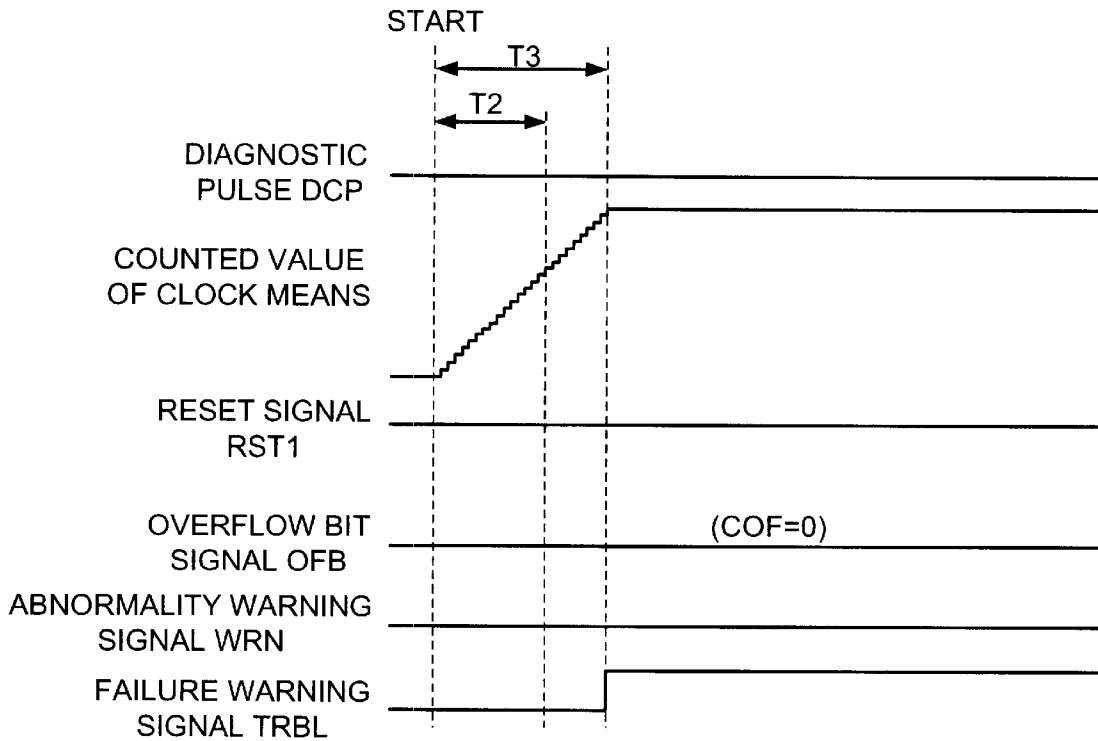 START
T3
T2
DIAGNOSTIC
PULSE DCP
COUNTED VALUE
OF CLOCK MEANS
RESET SIGNAL
RST1
OVERFLOW BIT
SIGNAL OFB
(COF=0)
ABNORMALITY WARNING
SIGNAL WRN
FAILURE WARNING
SIGNAL TRBL